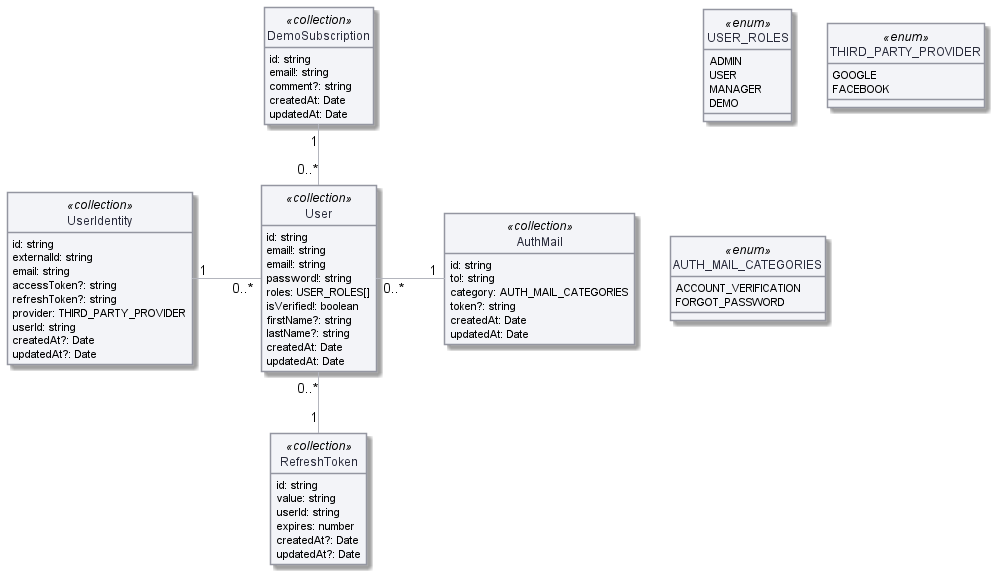 «collection»
DemoSubscription
id: string
email!: string
comment?: string
createdAt: Date
updatedAt: Date
«enum»
USER_ROLES
ADMIN
USER
MANAGER
DEMO
«enum»
THIRD_PARTY_PROVIDER
GOOGLE
FACEBOOK
1
0..*
«collection»
UserIdentity
id: string
externalId: string
email: string
accessToken?: string
refreshToken?: string
provider: THIRD_PARTY_PROVIDER
userId: string
createdAt?: Date
updatedAt?: Date
1
0..*
«collection»
User
id: string
email!: string
email!: string
password!: string
roles: USER_ROLES[]
isVerified!: boolean
firstName?: string
lastName?: string
createdAt: Date
updatedAt: Date
1
0..*
«collection»
AuthMail
id: string
to!: string
category: AUTH_MAIL_CATEGORIES
token?: string
createdAt: Date
updatedAt: Date
«enum»
AUTH_MAIL_CATEGORIES
ACCOUNT_VERIFICATION
FORGOT_PASSWORD
0..*
1
«collection»
RefreshToken
id: string
value: string
userId: string
expires: number
createdAt?: Date
updatedAt?: Date